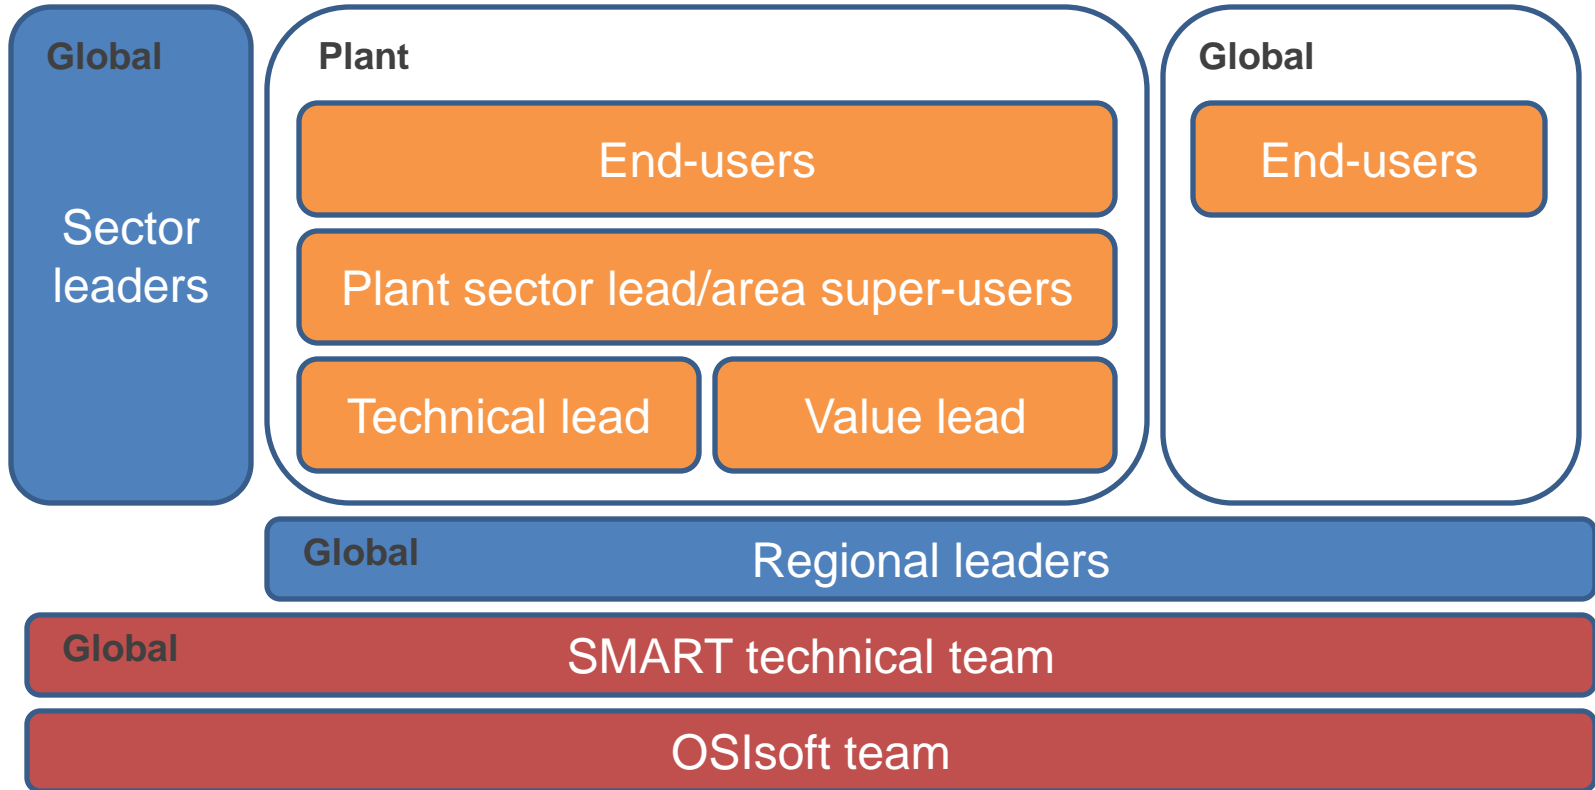 Global
Sector
leaders
Plant
End-users
Plant sector lead/area super-users
Technical lead
Value lead
Global
End-users
Global
Regional leaders
Global
SMART technical team
OSIsoft team